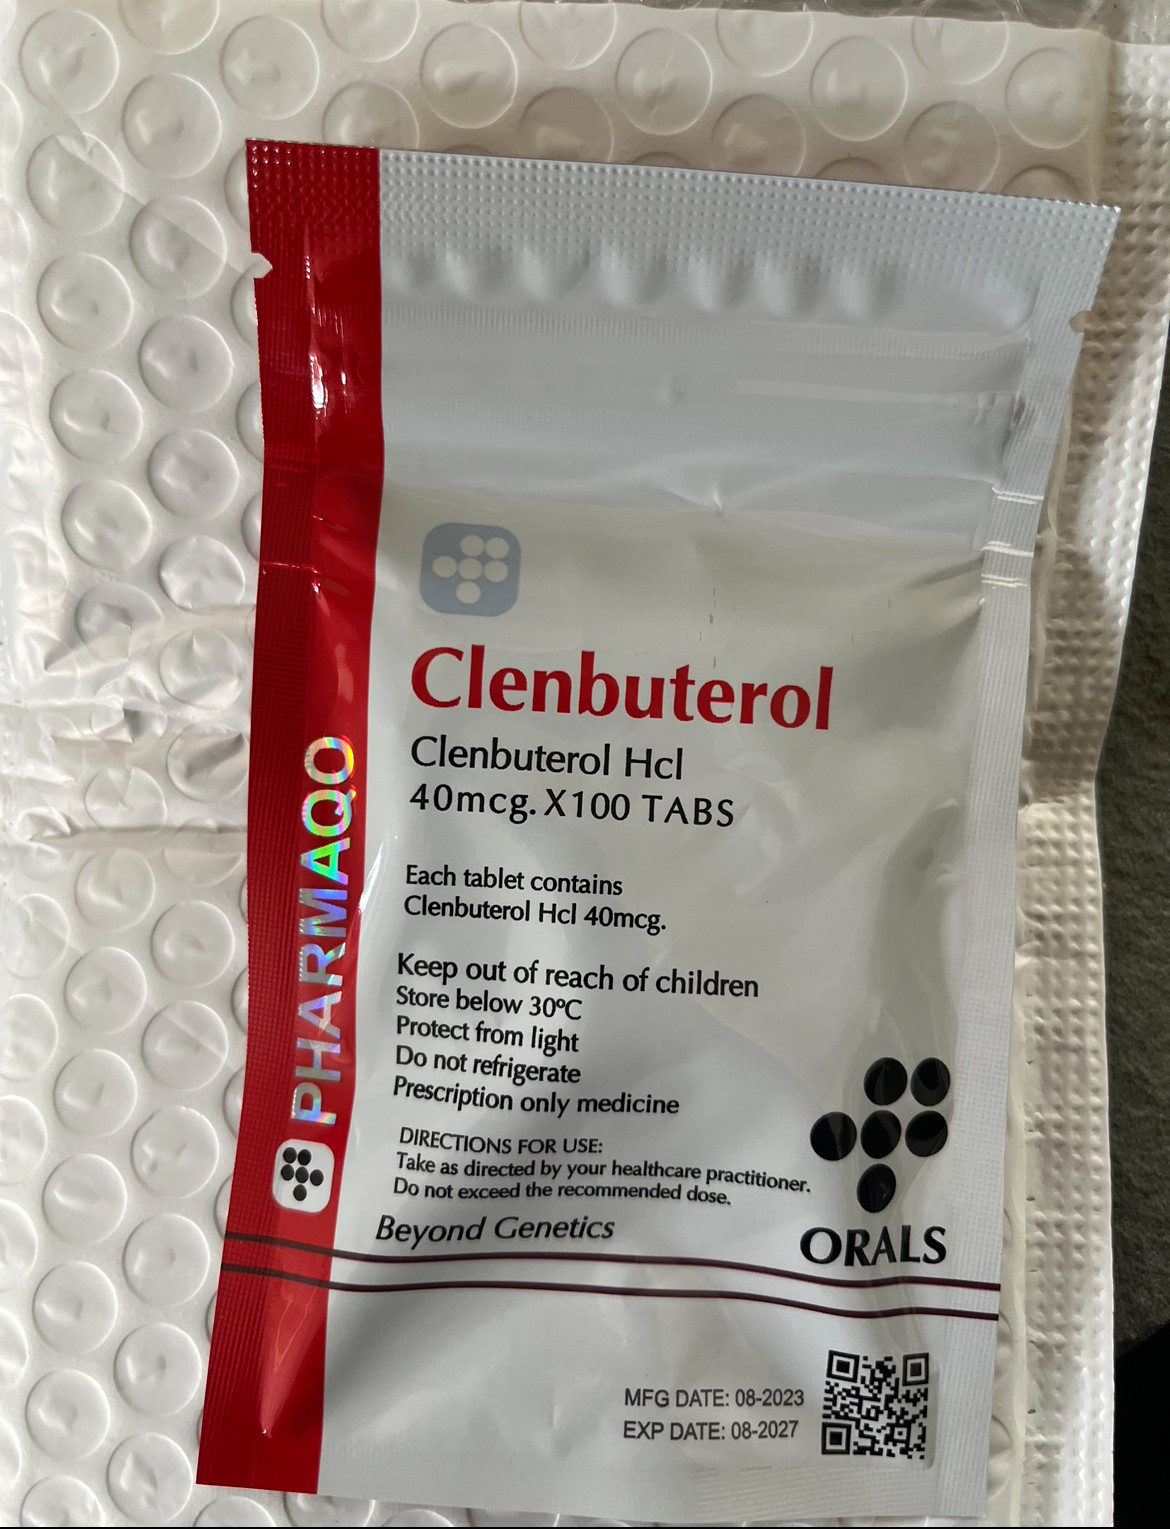 Clenbuterol
Clenbuterol Hcl
40mcg. X100 TABS
Each tablet contains
Clenbuterol Hcl 40mcg.
Keep out of reach of children
Store below 30ºC
Protect from light
Do not refrigerate
Prescription only medicine
DIRECTIONS FOR USE:
Take as directed by your healthcare practitioner.
Do not exceed the recommended dose.
Beyond Genetics
ORALS
PHARMAQO
MFG DATE: 08-2023
EXP DATE: 08-2027